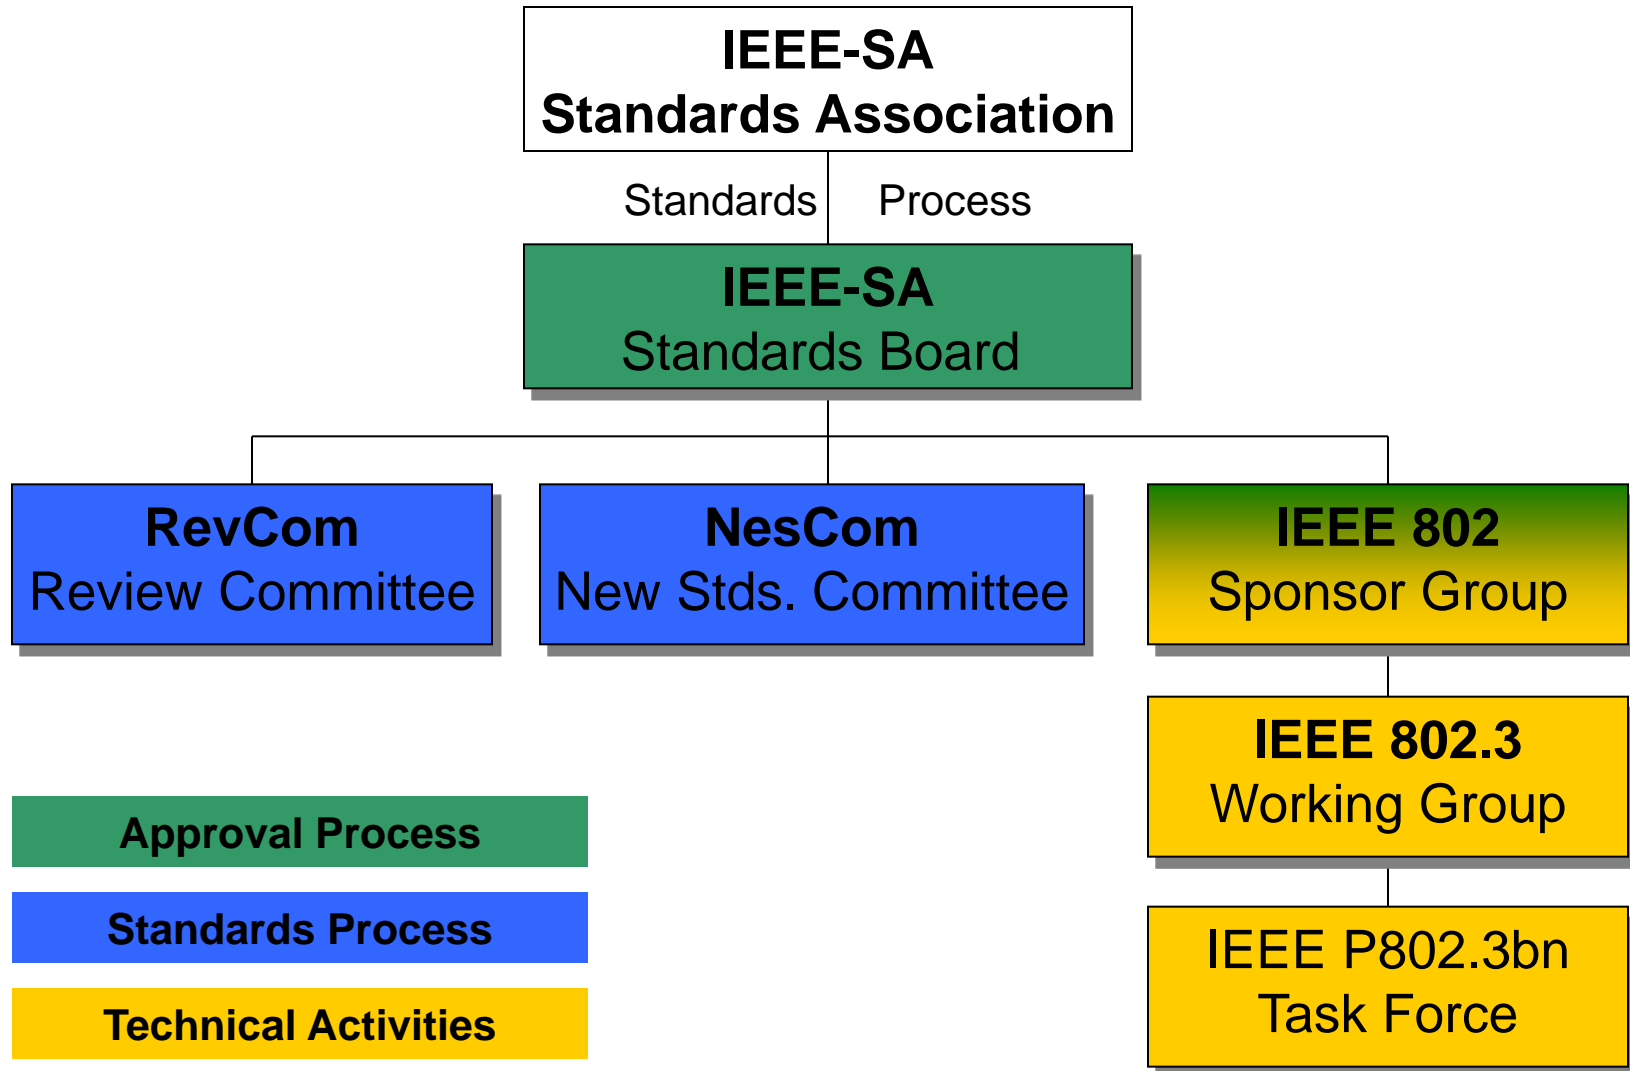 IEEE-SA
Standards Association
Standards Process
IEEE-SA
Standards Board
RevCom
Review Committee
NesCom
New Stds. Committee
IEEE 802
Sponsor Group
IEEE 802.3
Working Group
IEEE P802.3bn
Task Force
Approval Process
Standards Process
Technical Activities